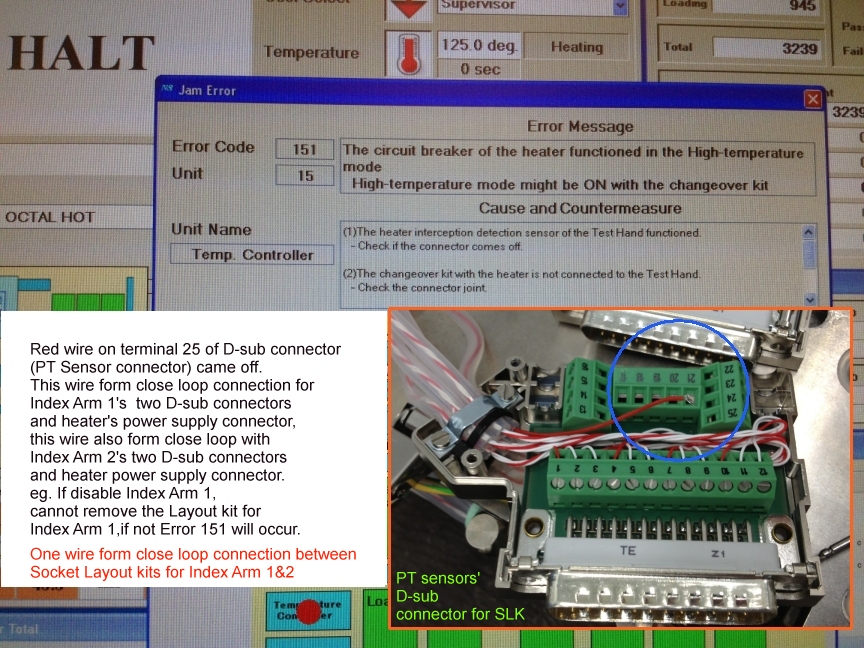 Supervisor
Loading 945
HALT
Temperature
125.0 deg.
Heating
0 sec
Total 3239
Pas
Fail
Jam Error
3239
Error Message
Error Code 151
Unit 15
The circuit breaker of the heater functioned in the High-temperature
mode
High-temperature mode might be ON with the changeover kit
Cause and Countermeasure
OCTAL HOT
Unit Name
Temp. Controller
(1)The heater interception detection sensor of the Test Hand functioned.
- Check if the connector comes off.
(2)The changeover kit with the heater is not connected to the Test Hand.
- Check the connector joint.
Red wire on terminal 25 of D-sub connector
(PT Sensor connector) came off.
This wire form close loop connection for
Index Arm 1's two D-sub connectors
and heater's power supply connector,
this wire also form close loop with
Index Arm 2's two D-sub connectors
and heater power supply connector.
eg. If disable Index Arm 1,
cannot remove the Layout kit for
Index Arm 1,if not Error 151 will occur.
One wire form close loop connection between
Socket Layout kits for Index Arm 1&2
16 15 14 13
17 18 19 20 21
22 23 24 25
1 2 3 4 5 6 7 8 9 10 11 12
TE
Z1
PT sensors'
D-sub
connector for SLK
Total